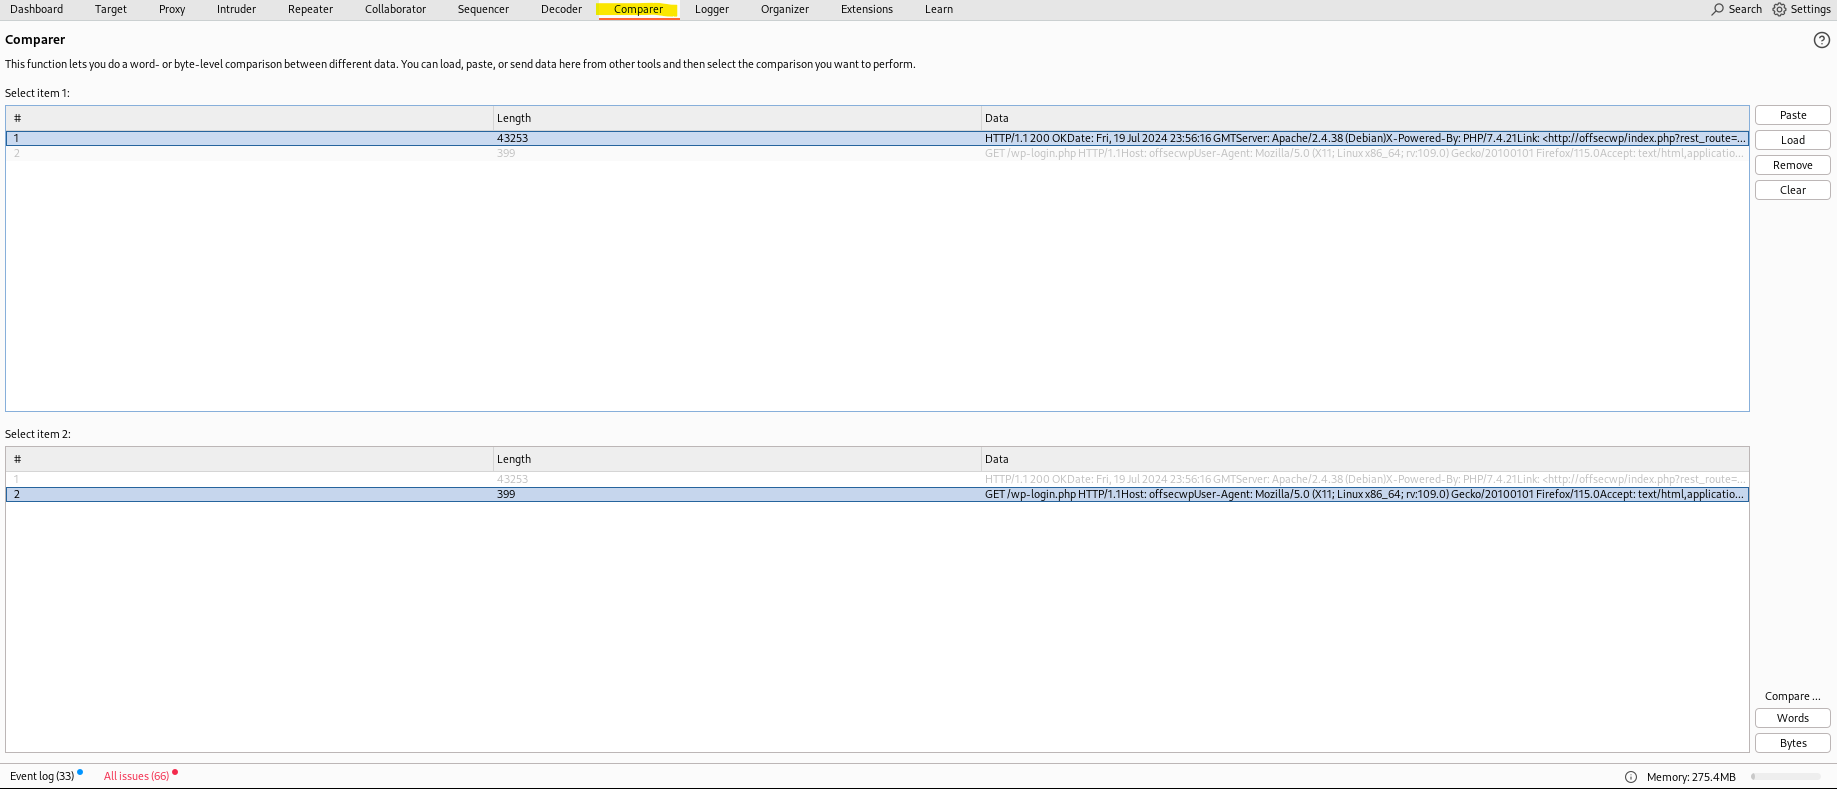 Dashboard Target Proxy Intruder Repeater Collaborator Sequencer Decoder Comparer Logger Organizer Extensions Learn Search Settings
Comparer
This function lets you do a word- or byte-level comparison between different data. You can load, paste, or send data here from other tools and then select the comparison you want to perform.
Select item 1:
# Length Data
1 43253 HTTP/1.1 200 OKDate: Fri, 19 Jul 2024 23:56:16 GMTServer: Apache/2.4.38 (Debian)X-Powered-By: PHP/7.4.21Link: <http://offsecwp/index.php?rest_route=...
2 399 GET /wp-login.php HTTP/1.1Host: offsecwpUser-Agent: Mozilla/5.0 (X11; Linux x86_64; rv:109.0) Gecko/20100101 Firefox/115.0Accept: text/html,applicatio...
Paste
Load
Remove
Clear
Select item 2:
# Length Data
1 43253 HTTP/1.1 200 OKDate: Fri, 19 Jul 2024 23:56:16 GMTServer: Apache/2.4.38 (Debian)X-Powered-By: PHP/7.4.21Link: <http://offsecwp/index.php?rest_route=...
2 399 GET /wp-login.php HTTP/1.1Host: offsecwpUser-Agent: Mozilla/5.0 (X11; Linux x86_64; rv:109.0) Gecko/20100101 Firefox/115.0Accept: text/html,applicatio...
Compare ...
Words
Bytes
Event log (33) All issues (66) Memory: 275.4MB